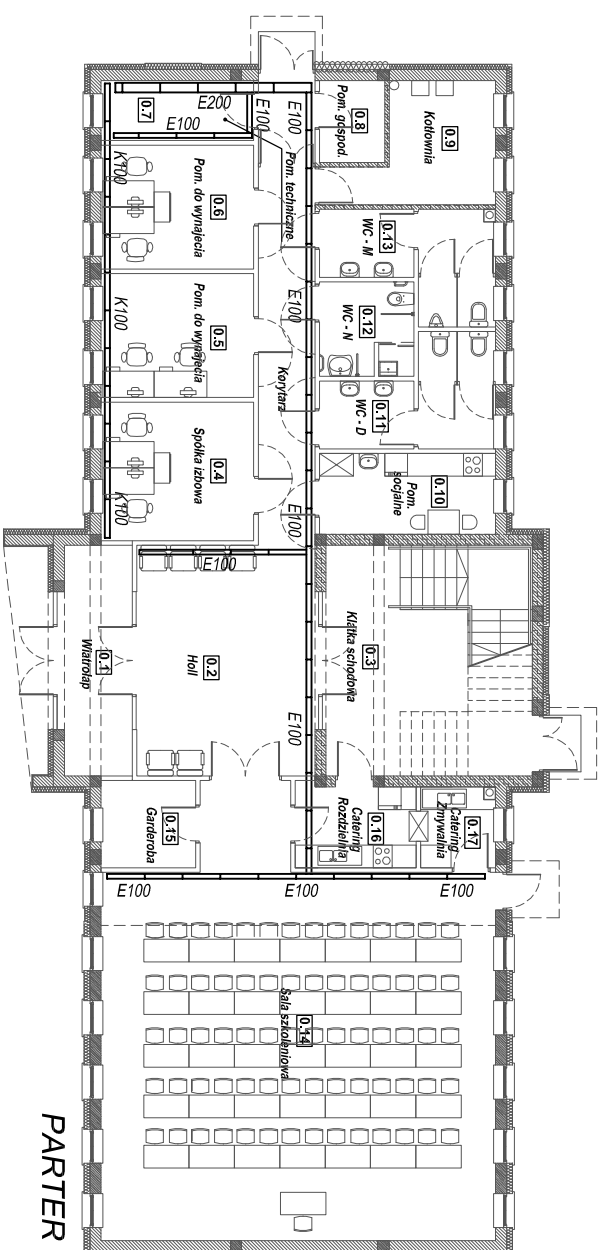 0.7
E200
E100
E100
E100
0.8
Pom. gospod.
0.9
Kotłownia
K100
Pom. do wynajecia
0.6
Pom. techniczne
0.13
WC - M
K100
Pom. do wynajecia
0.5
E100
0.12
WC - N
Korytarz
0.11
WC - D
K100
Spółka izbowa
0.4
E100
0.10
Pom.
socjalne
E100
0.1
Wiatrołap
0.2
Holl
0.3
Klatka schodowa
E100
0.15
Garderoba
0.16
Catering
Rozdzielnia
0.17
Catering
Zmywalnia
E100
E100
E100
0.14
Sala szkoleniowa
PARTER